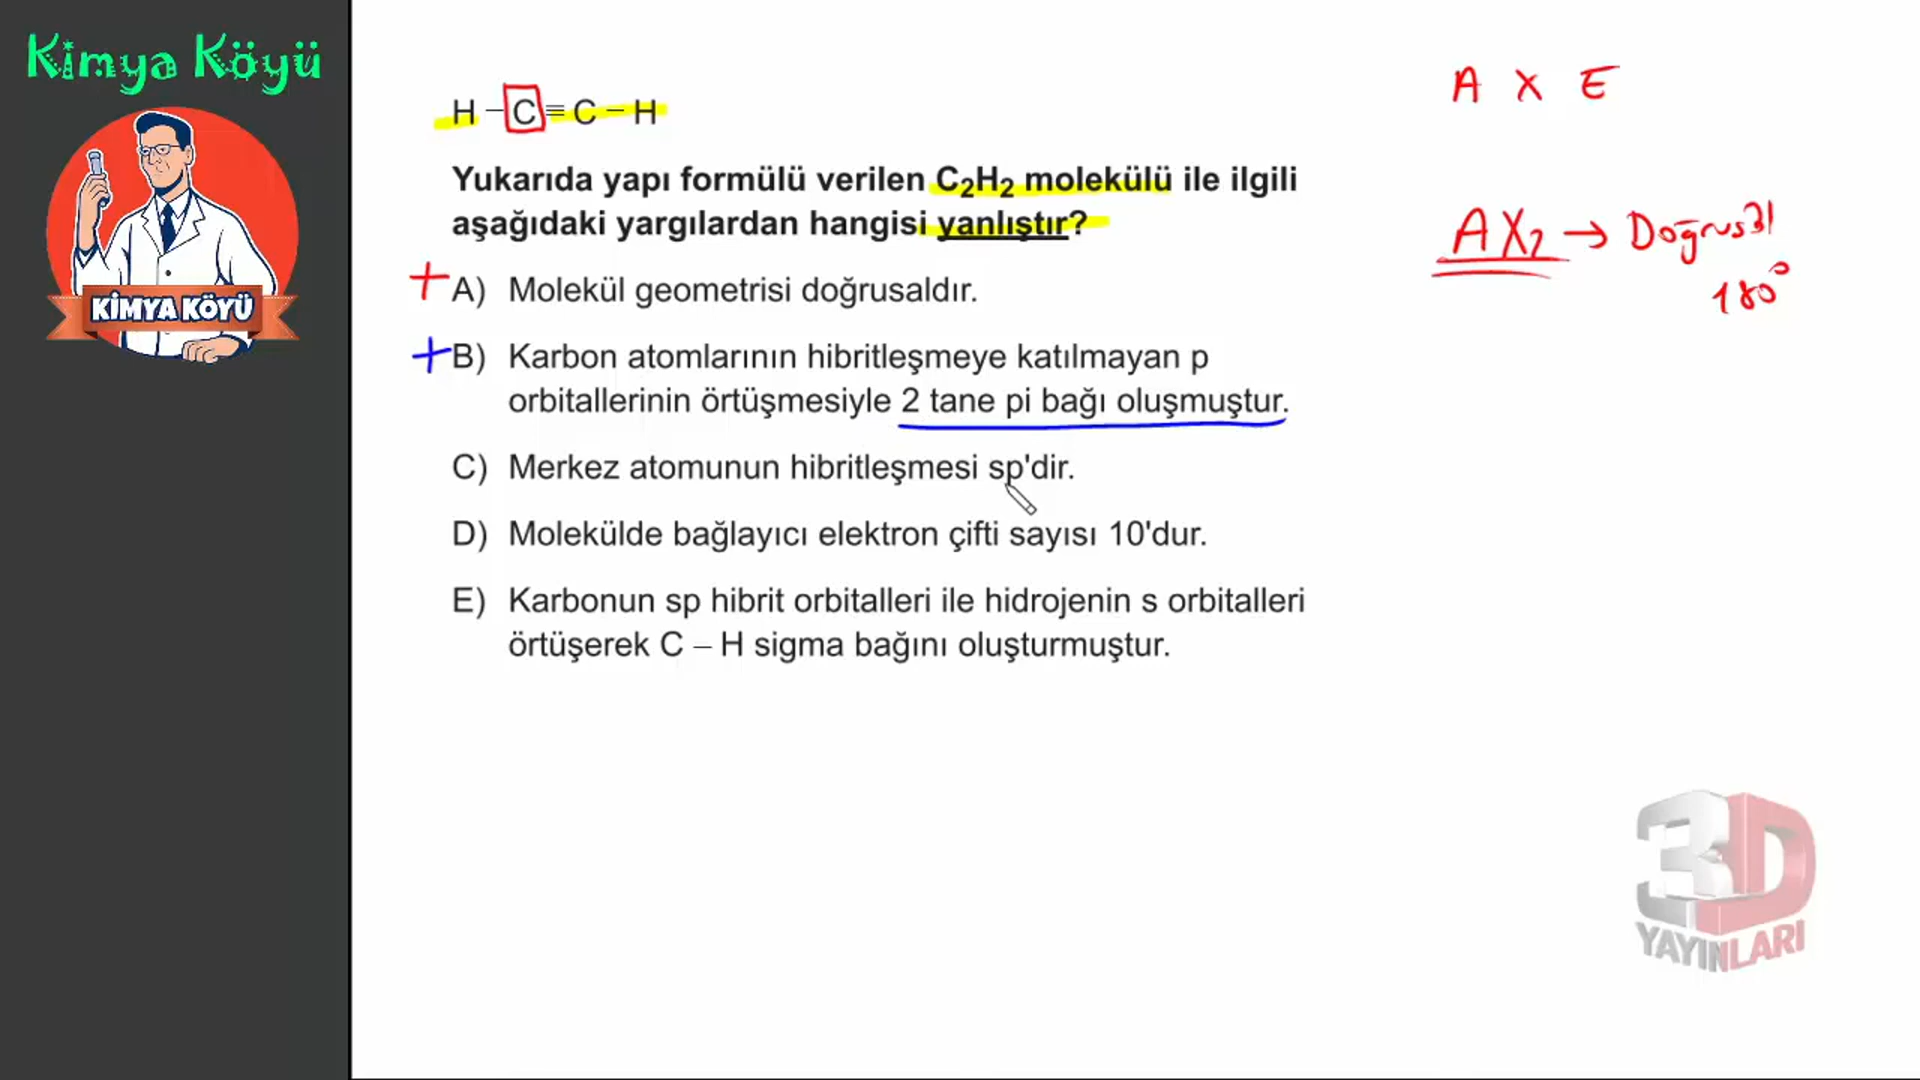 Kimya Köyü
KİMYA KÖYÜ
H – C ≡ C – H
A X E
Yukarıda yapı formülü verilen C₂H₂ molekülü ile ilgili
aşağıdaki yargılardan hangisi yanlıştır?
AX₂ → Doğrusal
180°
+ A) Molekül geometrisi doğrusaldır.
+ B) Karbon atomlarının hibritleşmeye katılmayan p
orbitallerinin örtüşmesiyle 2 tane pi bağı oluşmuştur.
C) Merkez atomunun hibritleşmesi sp'dir.
D) Molekülde bağlayıcı elektron çifti sayısı 10'dur.
E) Karbonun sp hibrit orbitalleri ile hidrojenin s orbitalleri
örtüşerek C – H sigma bağını oluşturmuştur.
3D
YAYINLARI